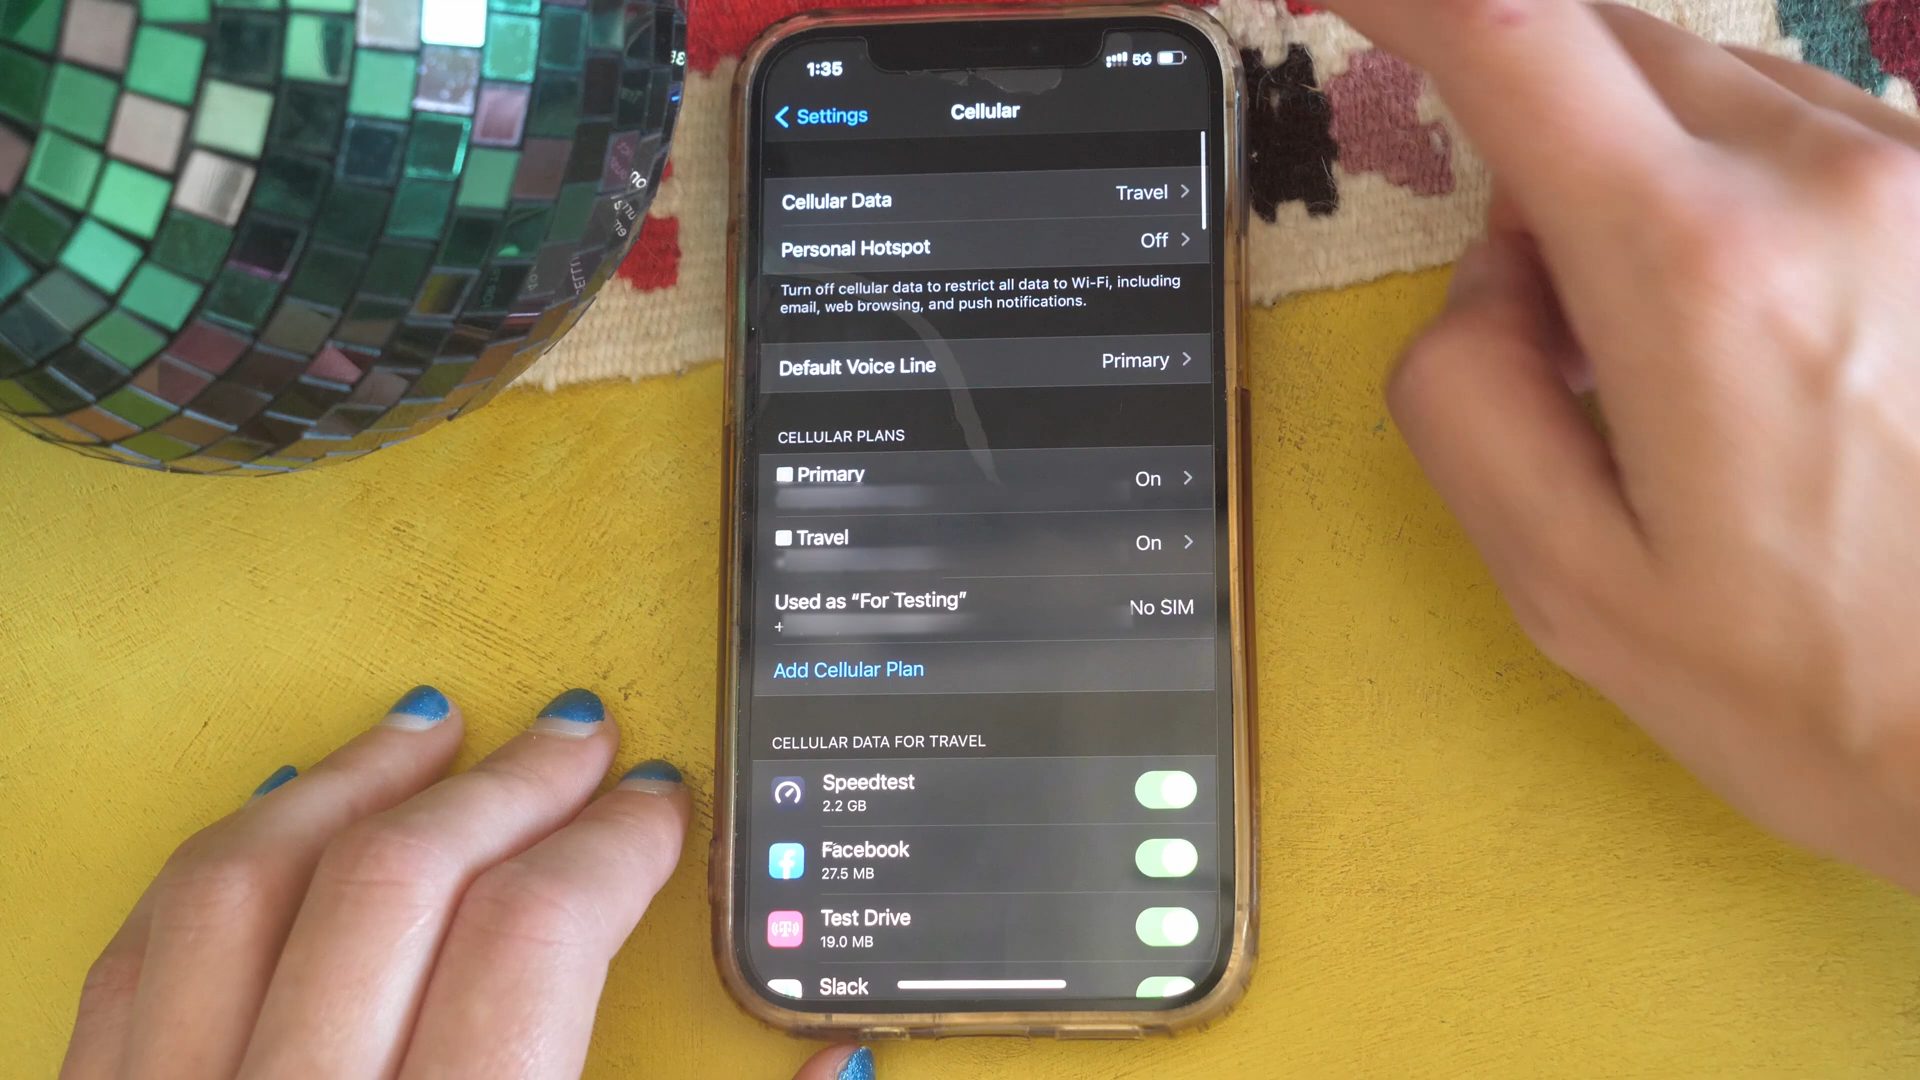 1:35
5G
Settings
Cellular
Cellular Data
Travel
Personal Hotspot
Off
Turn off cellular data to restrict all data to Wi-Fi, including
email, web browsing, and push notifications.
Default Voice Line
Primary
CELLULAR PLANS
Primary
On
Travel
On
Used as “For Testing”
No SIM
+
Add Cellular Plan
CELLULAR DATA FOR TRAVEL
Speedtest
2.2 GB
Facebook
27.5 MB
Test Drive
19.0 MB
Slack